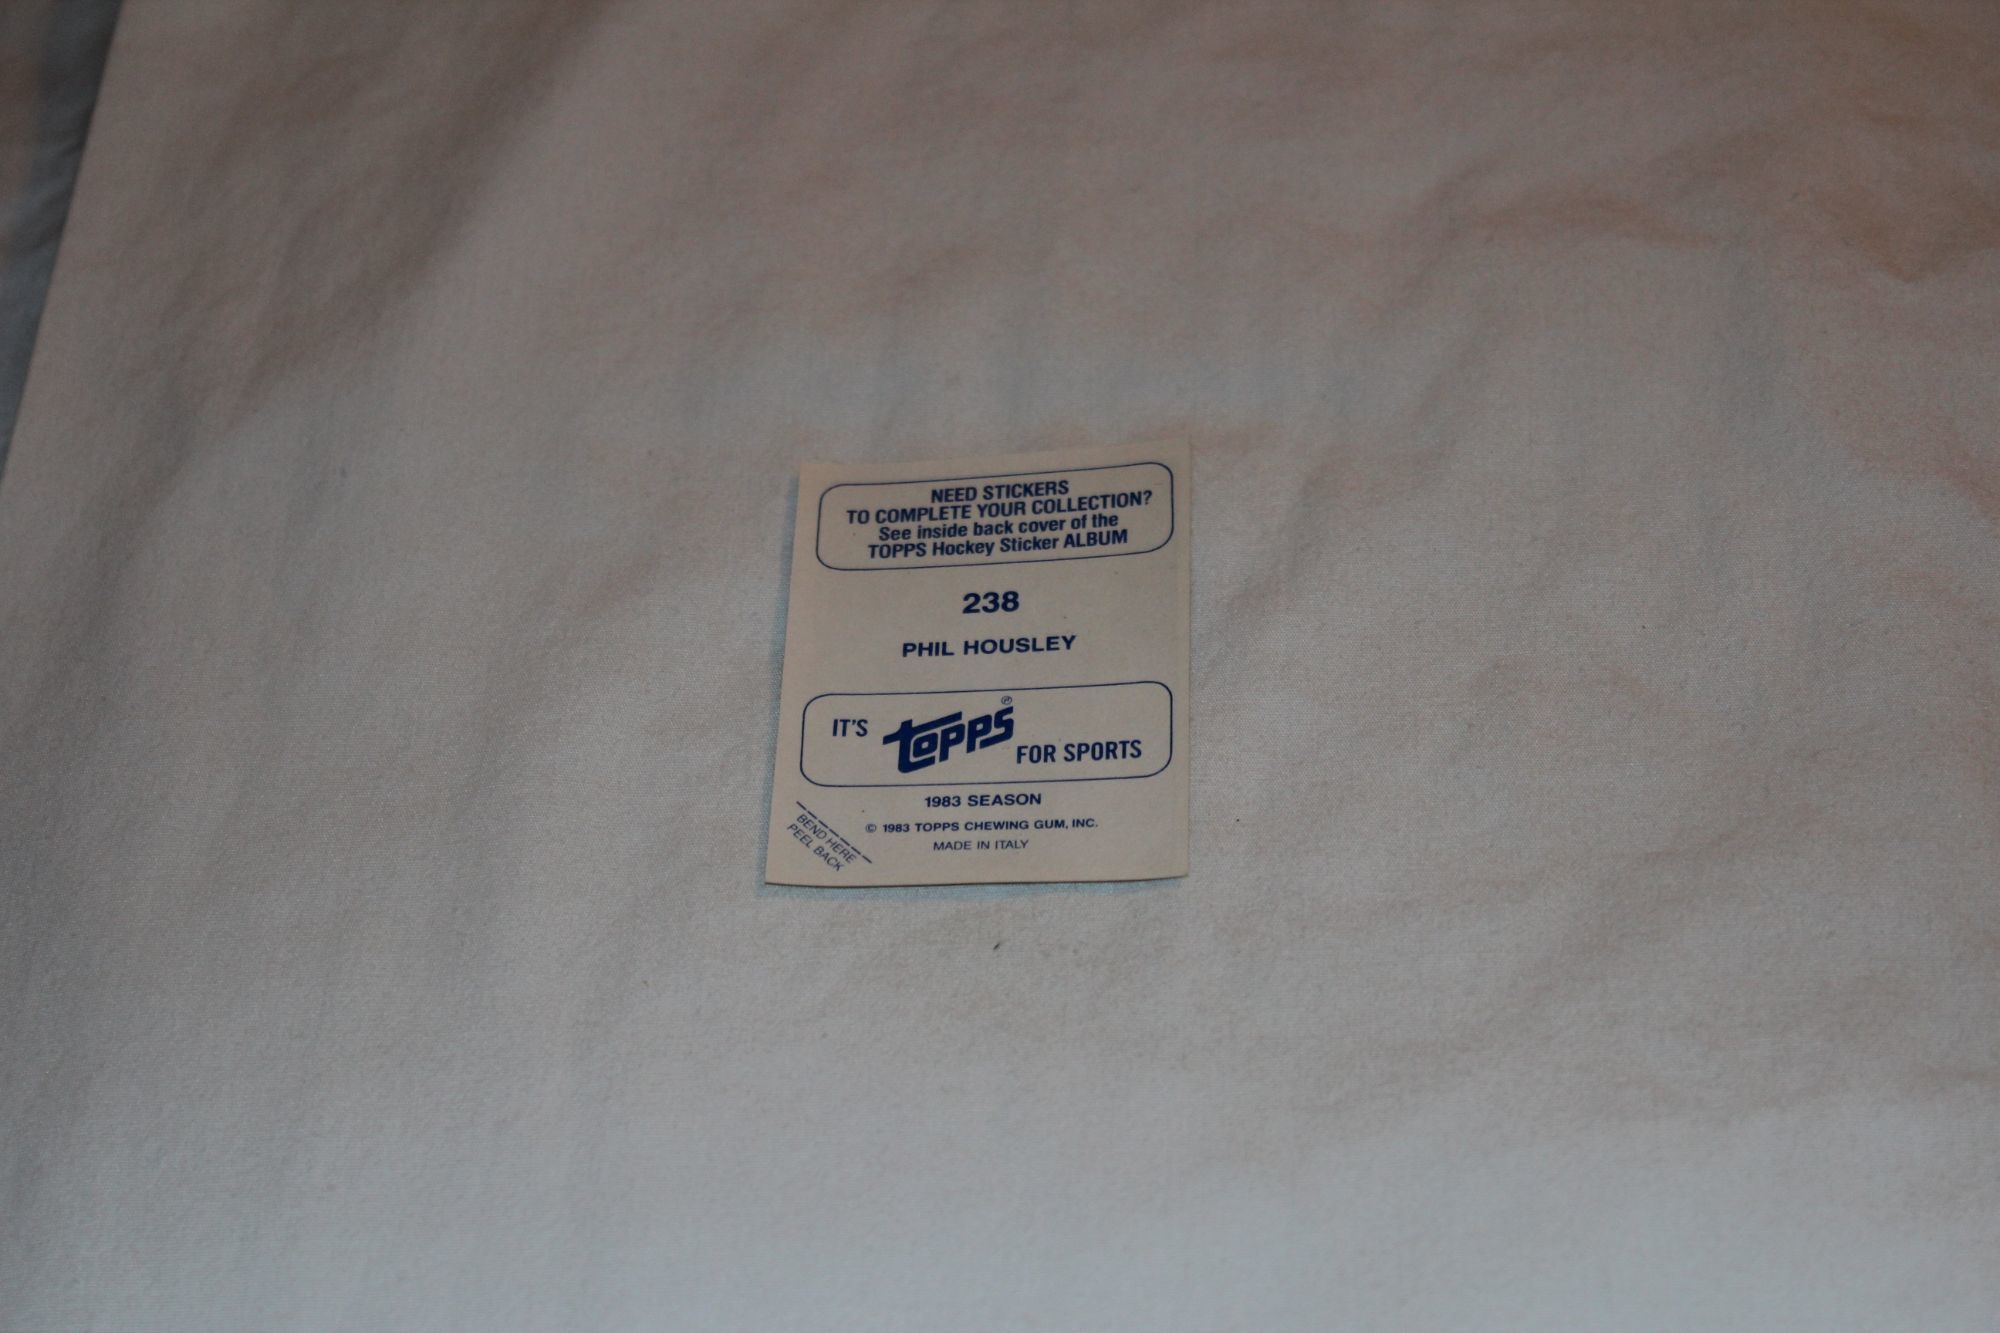 NEED STICKERS
TO COMPLETE YOUR COLLECTION?
See inside back cover of the
TOPPS Hockey Sticker ALBUM
238
PHIL HOUSLEY
IT'S topps® FOR SPORTS
1983 SEASON
© 1983 TOPPS CHEWING GUM, INC.
MADE IN ITALY
BEND HERE
PEEL BACK